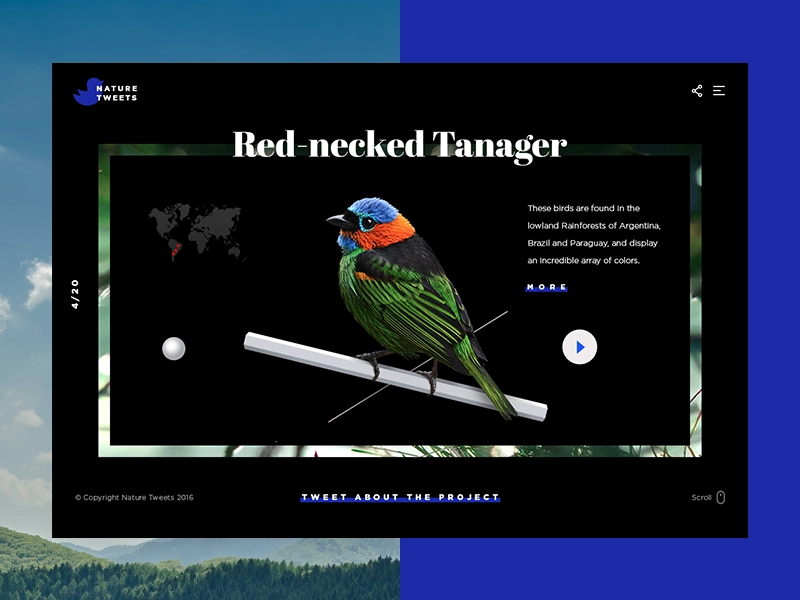 NATURE
TWEETS
Red-necked Tanager
These birds are found in the
lowland Rainforests of Argentina,
Brazil and Paraguay, and display
an incredible array of colors.
MORE
4/20
© Copyright Nature Tweets 2016
TWEET ABOUT THE PROJECT
Scroll